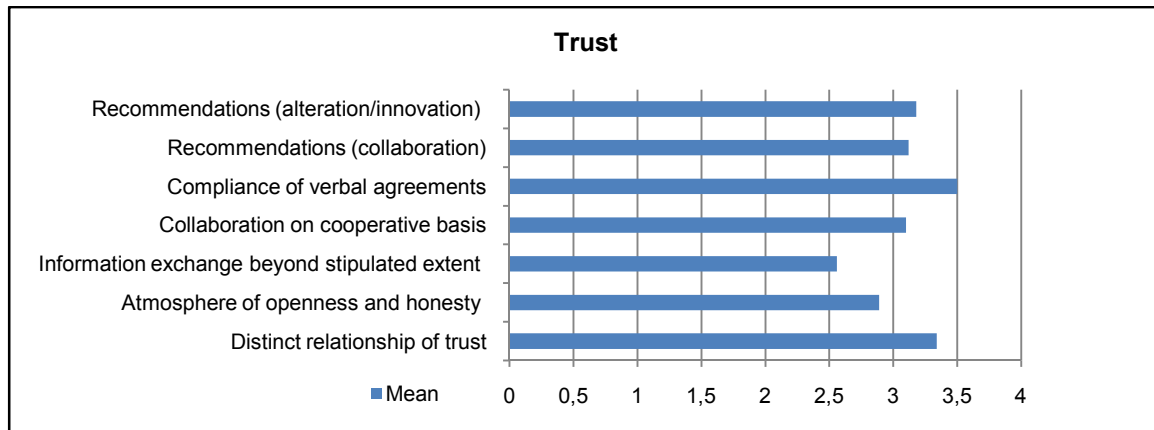 Trust
Recommendations (alteration/innovation)
Recommendations (collaboration)
Compliance of verbal agreements
Collaboration on cooperative basis
Information exchange beyond stipulated extent
Atmosphere of openness and honesty
Distinct relationship of trust
Mean
0 0,5 1 1,5 2 2,5 3 3,5 4